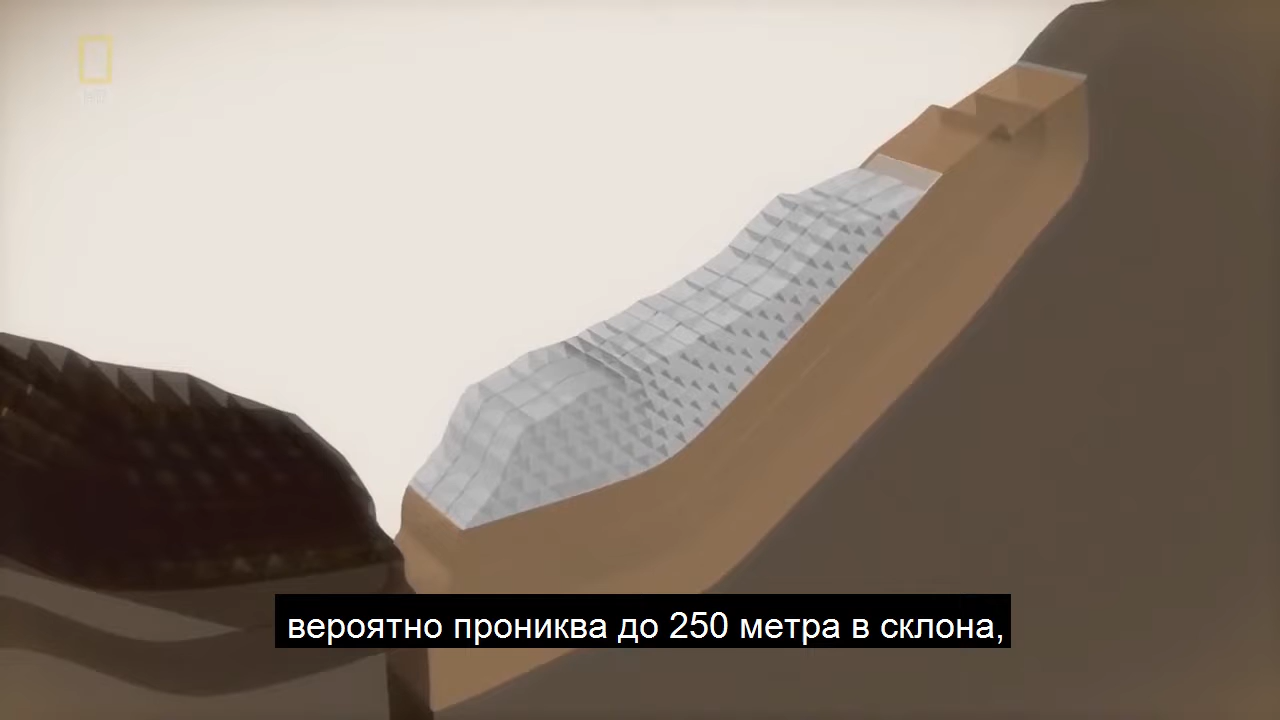 вероятно прониква до 250 метра в склона,